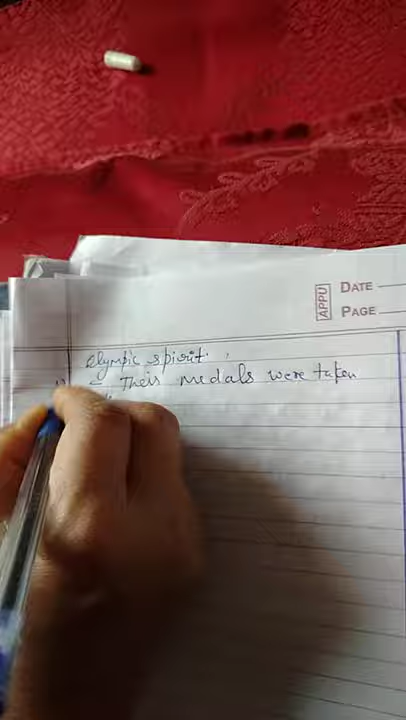 APPU
DATE
PAGE
Olympic spirit.
- Their medals were taken